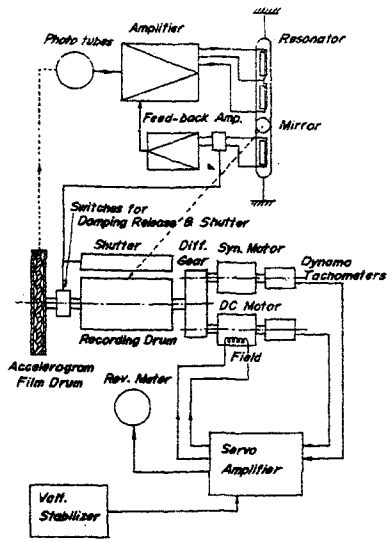 Amplifier
Photo tubes
Resonator
Feed-back Amp.
Mirror
Switches for
Damping Release & Shutter
Shutter
Diff.
Gear
Syn. Motor
Dynamo
Tachometers
DC Motor
Recording Drum
Field
Accelerogram
Film Drum
Rev. Meter
Servo
Amplifier
Volt.
Stabilizer